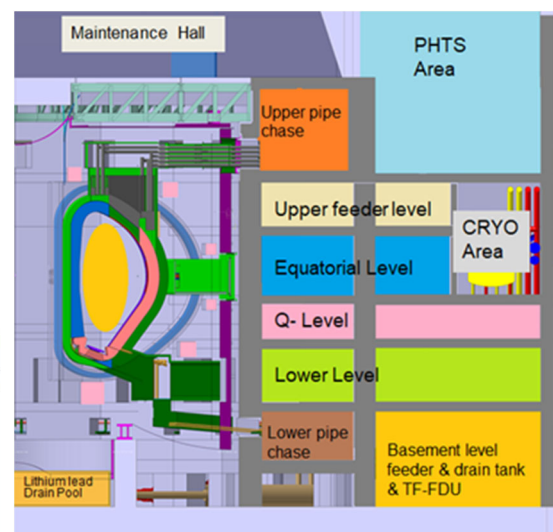 Maintenance Hall
PHTS
Area
Upper pipe
chase
Upper feeder level
CRYO
Area
Equatorial Level
Q- Level
Lower Level
Lower pipe
chase
Basement level
feeder & drain tank
& TF-FDU
Lithium lead
Drain Pool